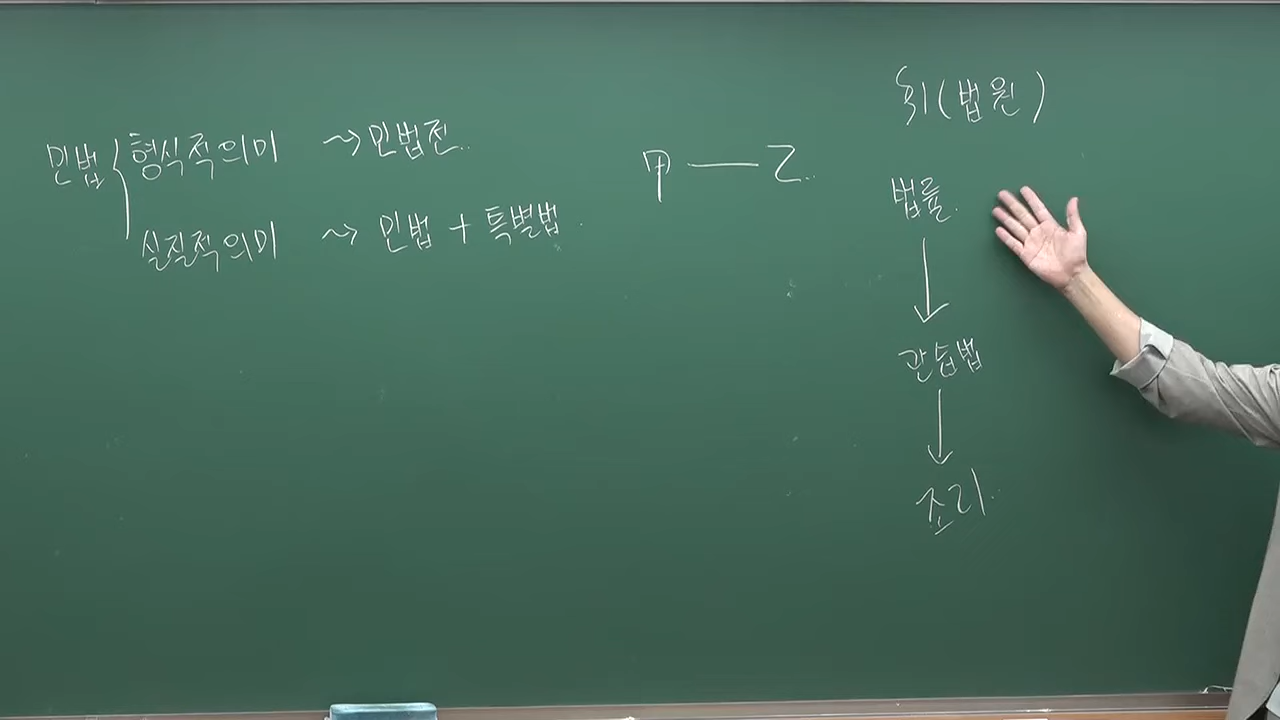 민법 { 형식적의미 ~> 민법전..
실질적의미 ~> 민법 + 특별법.
甲 — 乙..
§1 (법원)
법률.
↓
관습법
↓
조리.